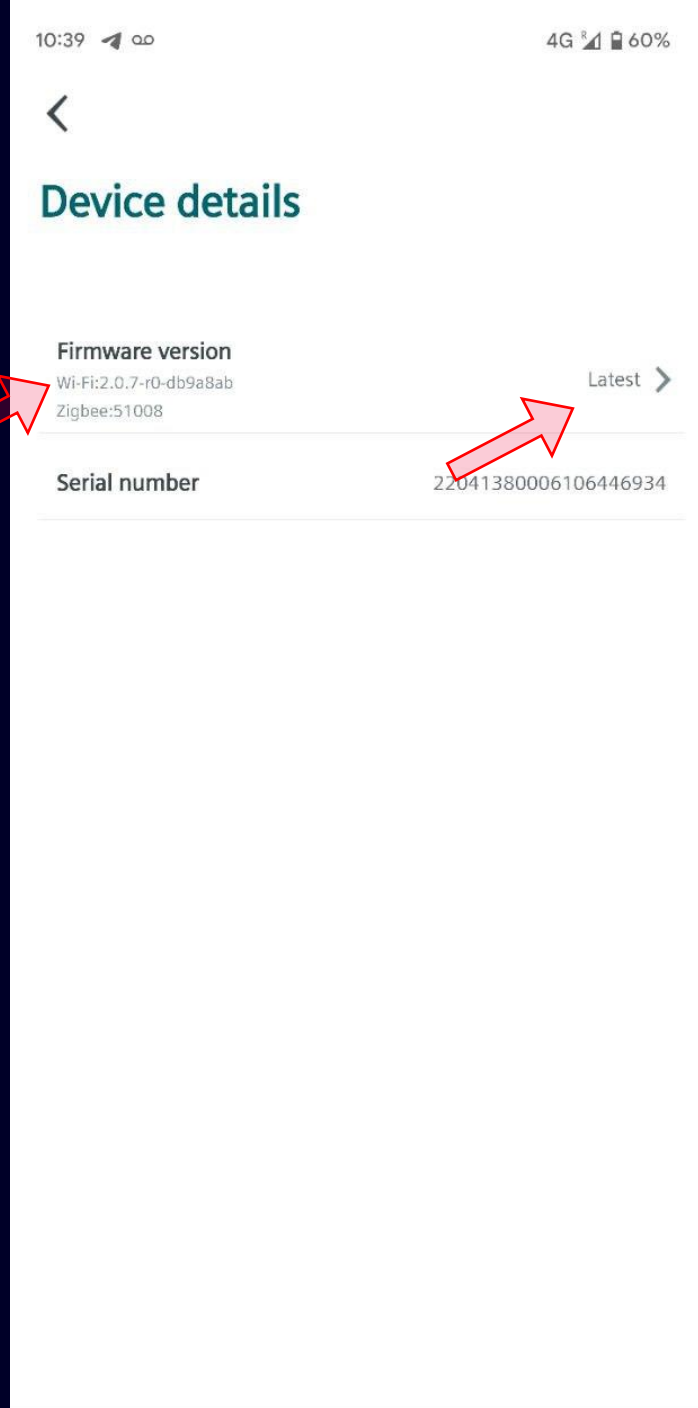 10:39 4G R 60%
Device details
Firmware version
Wi-Fi:2.0.7-r0-db9a8ab
Latest
Zigbee:51008
Serial number 22041380006106446934